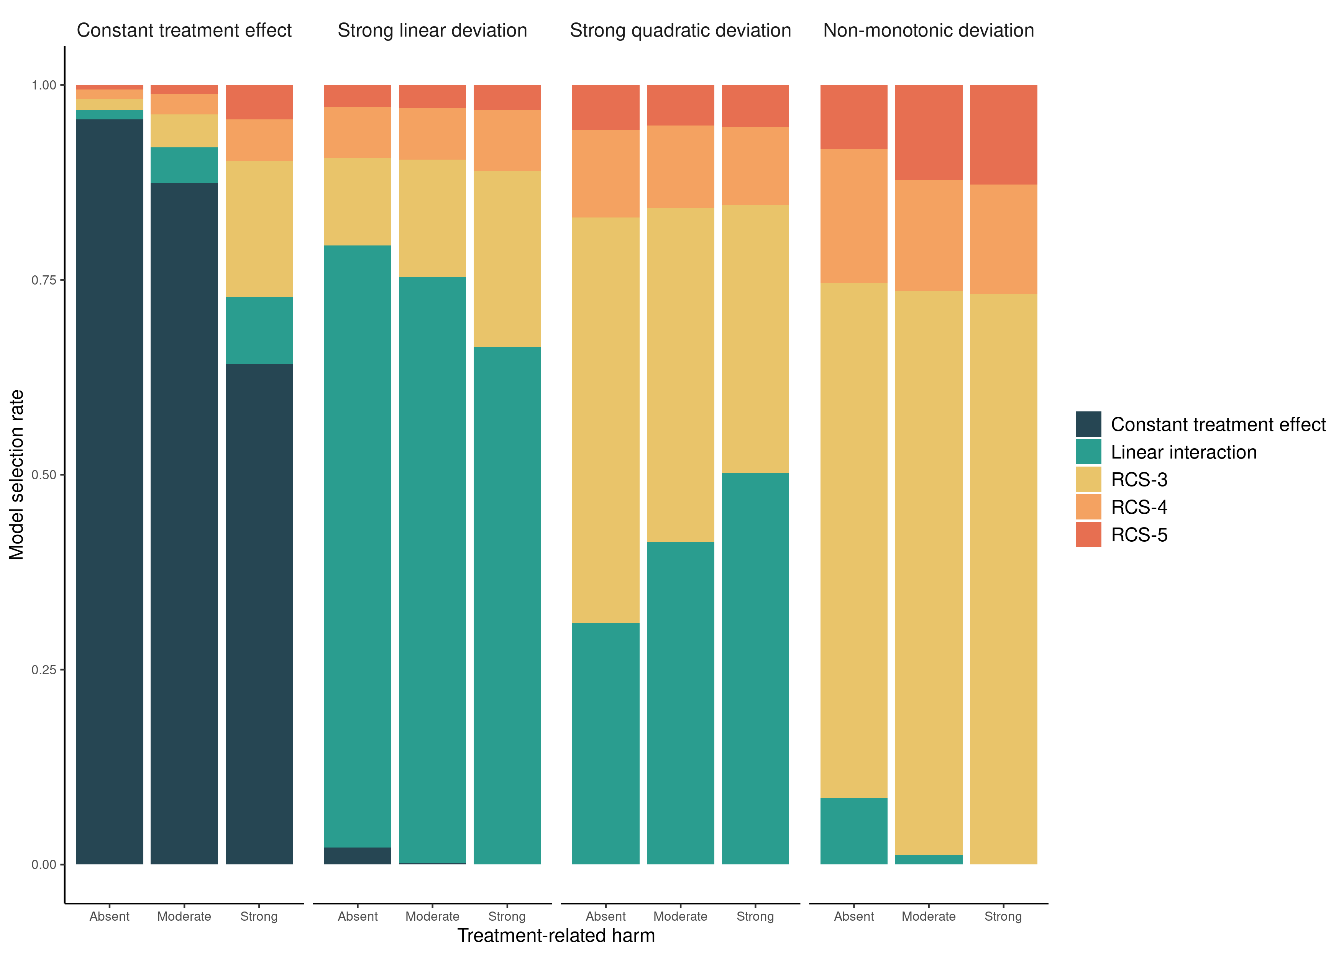 Constant treatment effect
Strong linear deviation
Strong quadratic deviation
Non-monotonic deviation
1.00
0.75
0.50
0.25
0.00
Model selection rate
Absent Moderate Strong
Absent Moderate Strong
Absent Moderate Strong
Absent Moderate Strong
Treatment-related harm
Constant treatment effect
Linear interaction
RCS-3
RCS-4
RCS-5